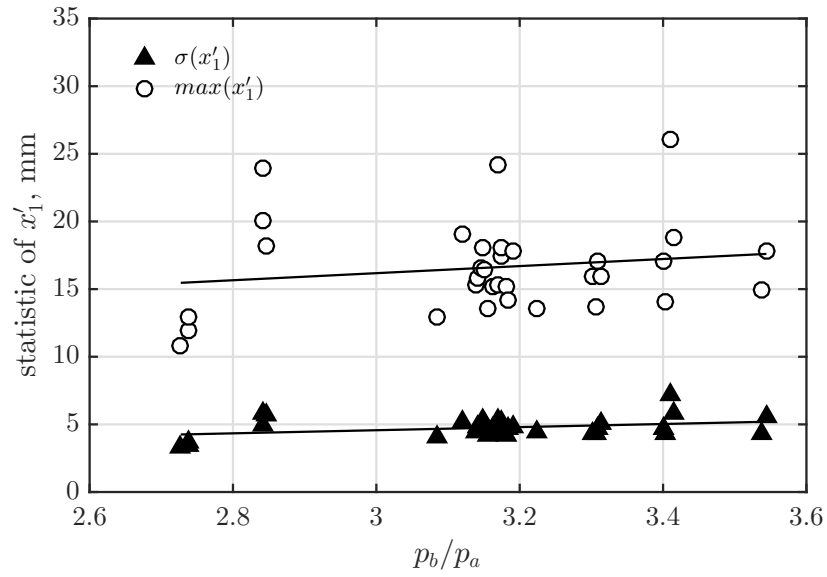 35
30
25
20
15
10
5
0
statistic of x′₁, mm
σ(x′₁)
max(x′₁)
2.6 2.8 3 3.2 3.4 3.6
p_b/p_a